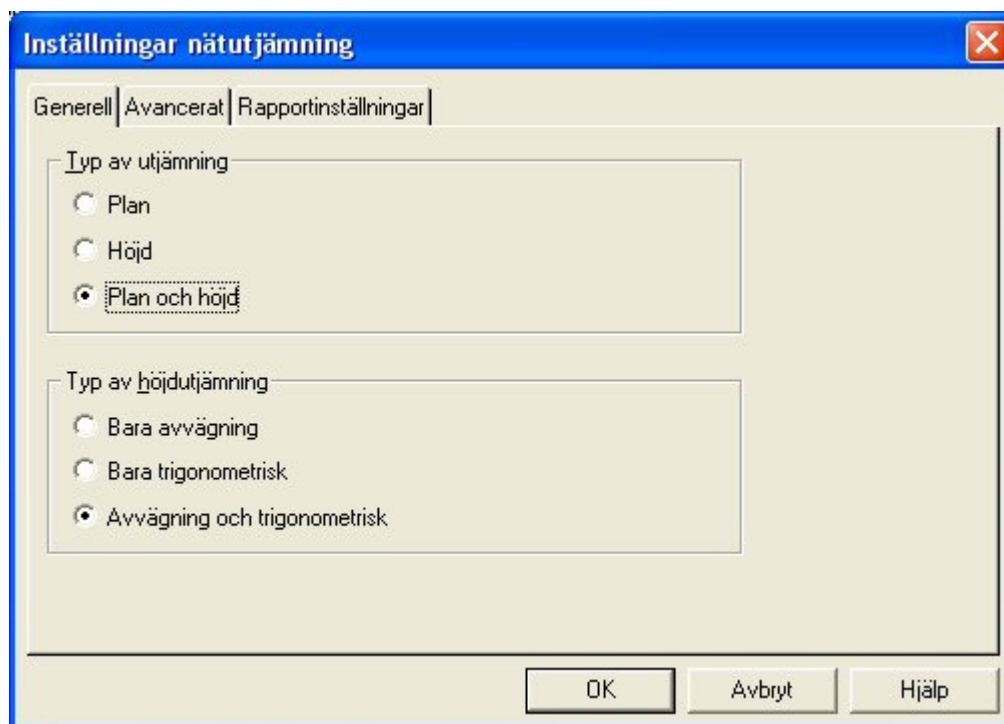 Inställningar nätutjämning
Generell Avancerat Rapportinställningar
Typ av utjämning
Plan
Höjd
Plan och höjd
Typ av höjdutjämning
Bara avvägning
Bara trigonometrisk
Avvägning och trigonometrisk
OK Avbryt Hjälp